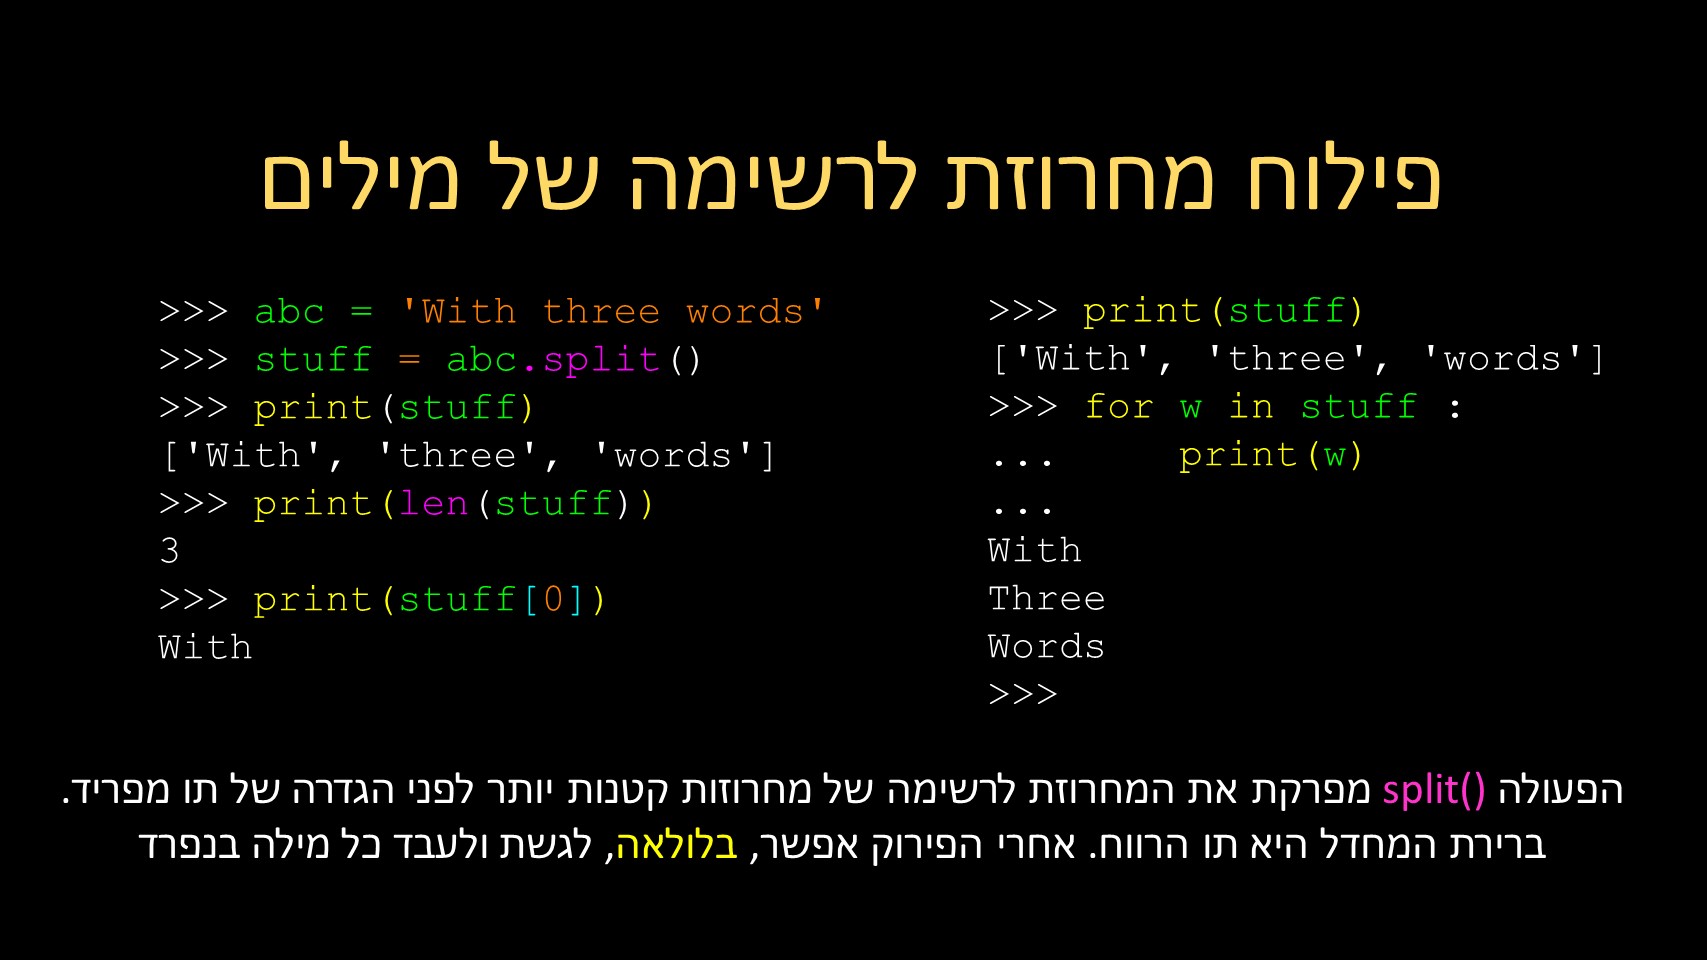 פילוח מחרוזת לרשימה של מילים
>>> abc = 'With three words'
>>> stuff = abc.split()
>>> print(stuff)
['With', 'three', 'words']
>>> print(len(stuff))
3
>>> print(stuff[0])
With
>>> print(stuff)
['With', 'three', 'words']
>>> for w in stuff :
...     print(w)
...
With
Three
Words
>>>
הפעולה split() מפרקת את המחרוזת לרשימה של מחרוזות קטנות יותר לפני הגדרה של תו מפריד.
ברירת המחדל היא תו הרווח. אחרי הפירוק אפשר, בלולאה, לגשת ולעבד כל מילה בנפרד